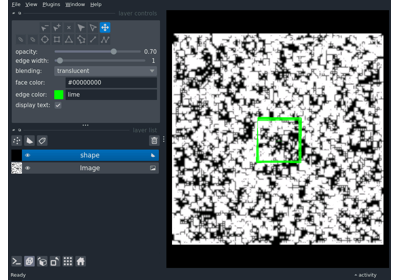 File View Plugins Window Help
layer controls
opacity: 0.70
edge width: 1
blending: translucent
face color: #00000000
edge color: lime
display text:
layer list
shape
Image
Ready
activity